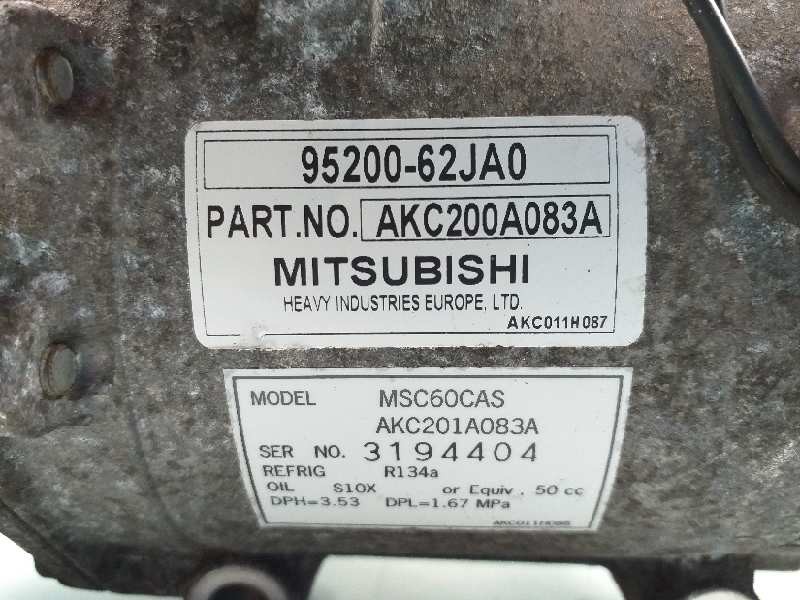 95200-62JA0
PART.NO. AKC200A083A
MITSUBISHI
HEAVY INDUSTRIES EUROPE, LTD.
AKC011H087
MODEL MSC60CAS
AKC201A083A
SER NO. 3194404
REFRIG R134a
OIL S10X or Equiv. 50 cc
DPH=3.53 DPL=1.67 MPa